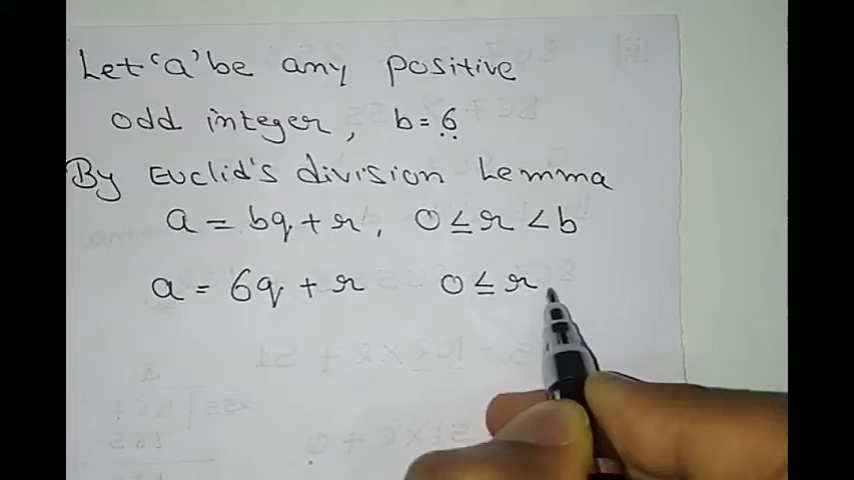 Let 'a' be any positive
odd integer, b = 6
By Euclid's division Lemma
a = bq + r, 0 ≤ r < b
a = 6q + r 0 ≤ r